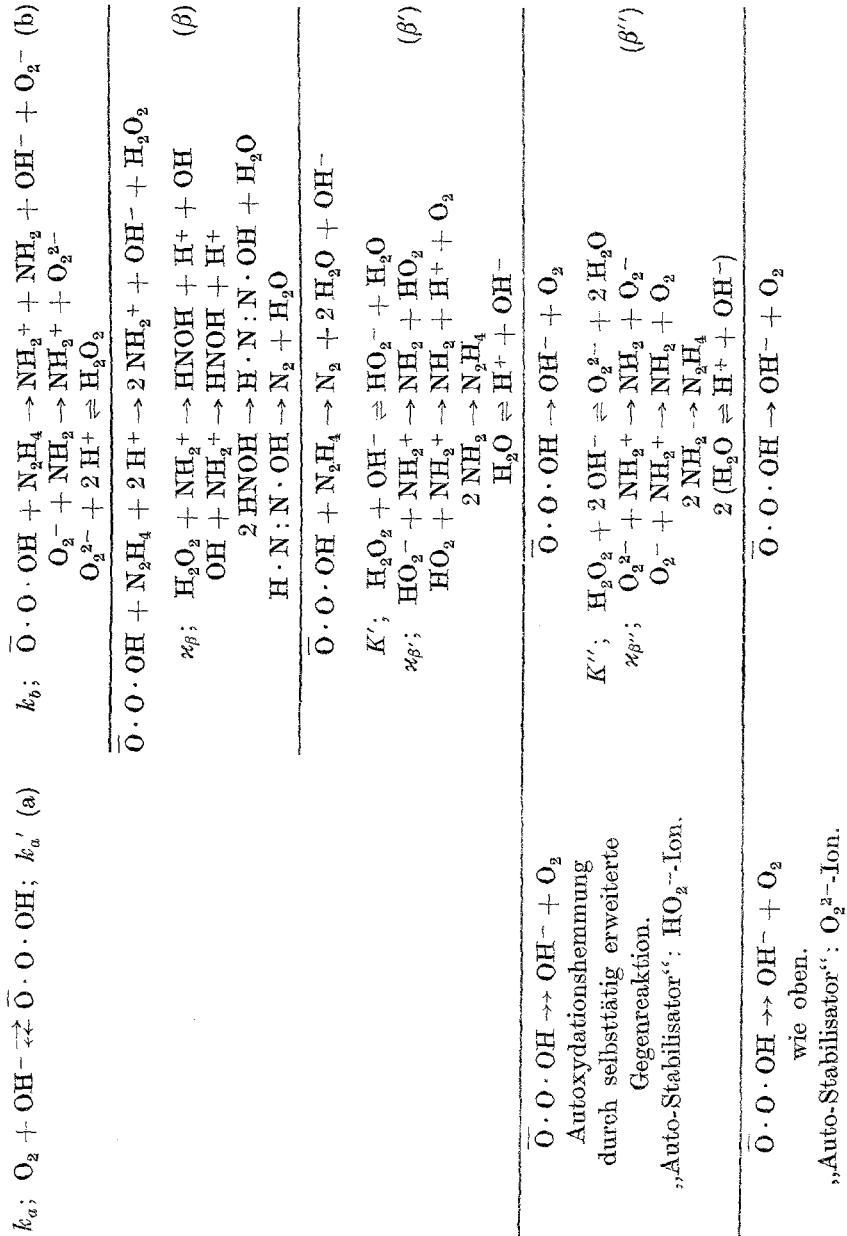 k_a; O₂ + OH⁻ ⇄ Ō · O · OH; k_a′ (a)
k_b; Ō · O · OH + N₂H₄ → NH₂⁺ + NH₂ + OH⁻ + O₂⁻ (b)
O₂⁻ + NH₂ → NH₂⁺ + O₂²⁻
O₂²⁻ + 2 H⁺ ⇌ H₂O₂
Ō · O · OH + N₂H₄ + 2 H⁺ → 2 NH₂⁺ + OH⁻ + H₂O₂
ϰ_β; H₂O₂ + NH₂⁺ → HNOH + H⁺ + OH (β)
OH + NH₂⁺ → HNOH + H⁺
2 HNOH → H · N : N · OH + H₂O
H · N : N · OH → N₂ + H₂O
Ō · O · OH + N₂H₄ → N₂ + 2 H₂O + OH⁻
K′; H₂O₂ + OH⁻ ⇌ HO₂⁻ + H₂O
ϰ_β′; HO₂⁻ + NH₂⁺ → NH₂ + HO₂ (β′)
HO₂ + NH₂⁺ → NH₂ + H⁺ + O₂
2 NH₂ → N₂H₄
H₂O ⇌ H⁺ + OH⁻
Ō · O · OH →→ OH⁻ + O₂
Autoxydationshemmung
durch selbsttätig erweiterte
Gegenreaktion.
„Auto-Stabilisator“: HO₂⁻-Ion.
Ō · O · OH → OH⁻ + O₂
K″; H₂O₂ + 2 OH⁻ ⇌ O₂²⁻ + 2 H₂O
ϰ_β″; O₂²⁻ + NH₂⁺ → NH₂ + O₂⁻ (β″)
O₂⁻ + NH₂⁺ → NH₂ + O₂
2 NH₂ → N₂H₄
2 (H₂O ⇌ H⁺ + OH⁻)
Ō · O · OH →→ OH⁻ + O₂
wie oben.
„Auto-Stabilisator“: O₂²⁻-Ion.
Ō · O · OH → OH⁻ + O₂